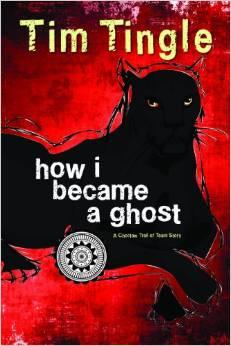 Tim Tingle
how i
became
a ghost
A Choctaw Trail of Tears Story